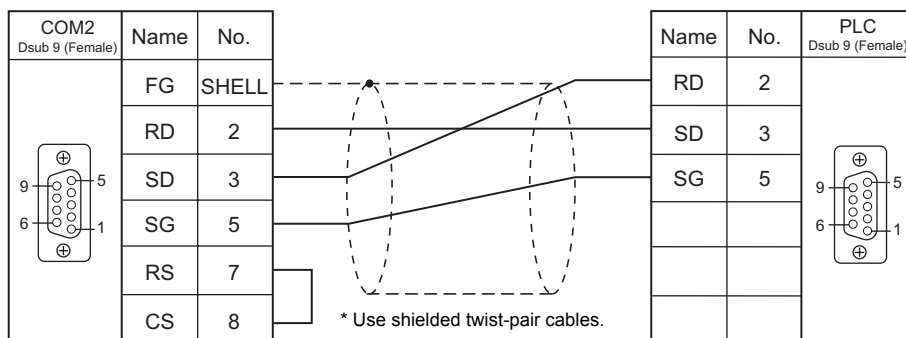 COM2
Dsub 9 (Female)
Name No.
FG SHELL
RD 2
SD 3
SG 5
RS 7
CS 8
9
5
6
1
* Use shielded twist-pair cables.
Name No.
PLC
Dsub 9 (Female)
RD 2
SD 3
SG 5
9
5
6
1